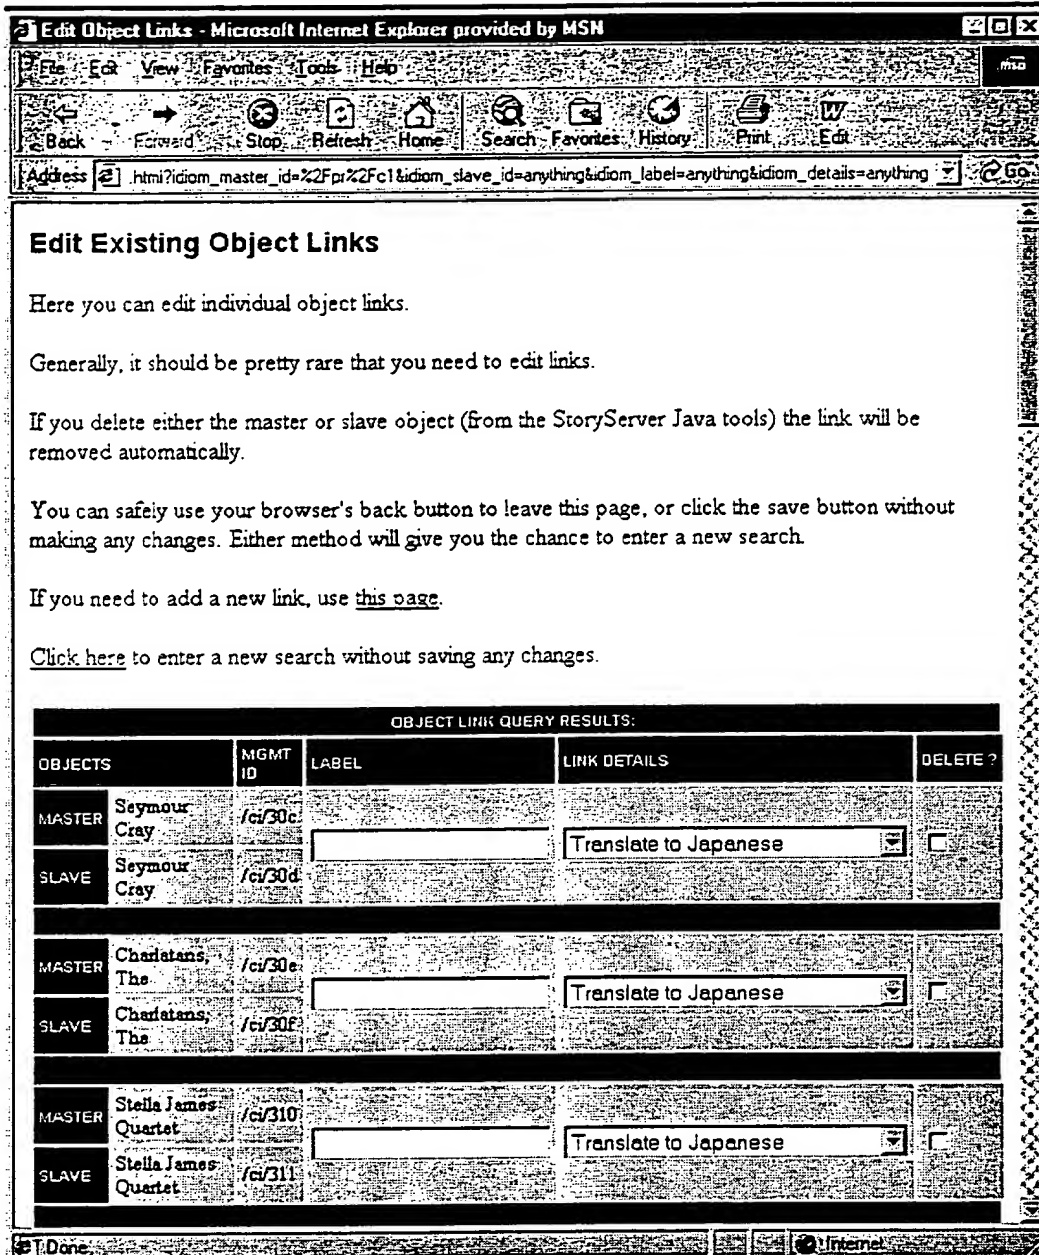 Edit Object Links - Microsoft Internet Explorer provided by MSN
File Edit View Favorites Tools Help
msn
Back Forward Stop Refresh Home Search Favorites History Print Edit
Address .html?idiom_master_id=%2Fpr%2Fc1&idiom_slave_id=anything&idiom_label=anything&idiom_details=anything Go
Edit Existing Object Links
Here you can edit individual object links.
Generally, it should be pretty rare that you need to edit links.
If you delete either the master or slave object (from the StoryServer Java tools) the link will be
removed automatically.
You can safely use your browser's back button to leave this page, or click the save button without
making any changes. Either method will give you the chance to enter a new search.
If you need to add a new link, use this page.
Click here to enter a new search without saving any changes.
OBJECT LINK QUERY RESULTS:
OBJECTS MGMT ID LABEL LINK DETAILS DELETE ?
MASTER Seymour Cray /ci/30c
Translate to Japanese
SLAVE Seymour Cray /ci/30d
MASTER Charlatans, The /ci/30e
Translate to Japanese
SLAVE Charlatans, The /ci/30f
MASTER Stella James Quartet /ci/310
Translate to Japanese
SLAVE Stella James Quartet /ci/311
Done Internet